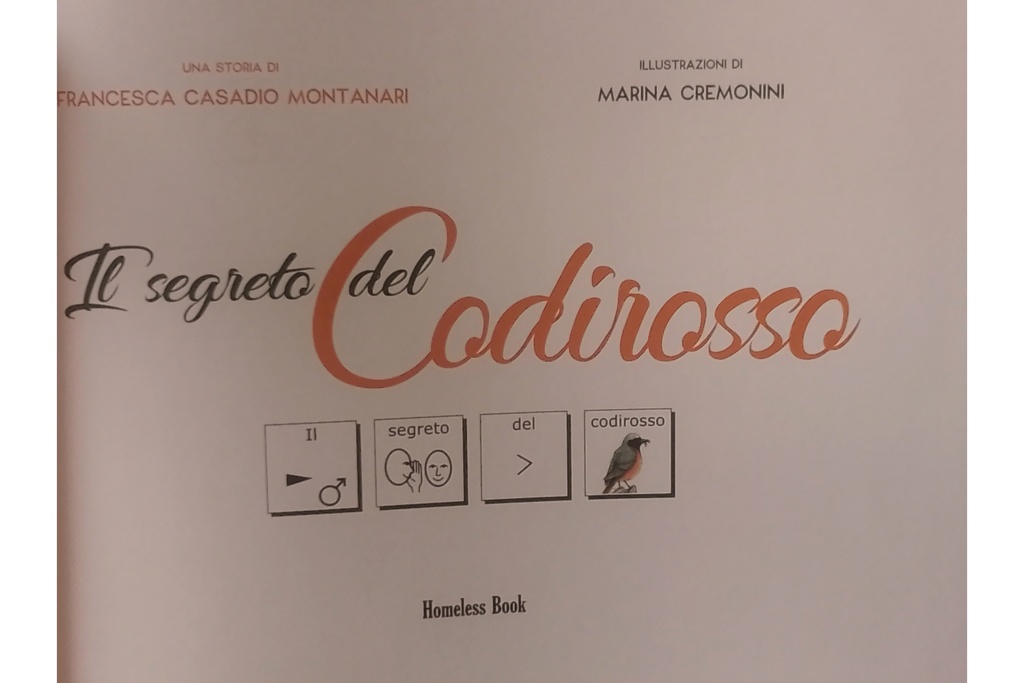 UNA STORIA DI
FRANCESCA CASADIO MONTANARI
ILLUSTRAZIONI DI
MARINA CREMONINI
Il segreto del Codirosso
Il
segreto
del
codirosso
Homeless Book